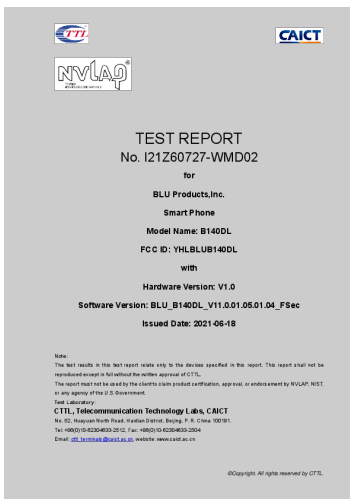 CTTL
CAICT
NVLAP
TEST REPORT
No. I21Z60727-WMD02
for
BLU Products,Inc.
Smart Phone
Model Name: B140DL
FCC ID: YHLBLUB140DL
with
Hardware Version: V1.0
Software Version: BLU_B140DL_V11.0.01.05.01.04_FSec
Issued Date: 2021-06-18
Note:
The test results in this test report relate only to the devices specified in this report. This report shall not be
reproduced except in full without the written approval of CTTL.
The report must not be used by the client to claim product certification, approval, or endorsement by NVLAP, NIST,
or any agency of the U.S. Government.
Test Laboratory:
CTTL, Telecommunication Technology Labs, CAICT
No. 52, Huayuan North Road, Haidian District, Beijing, P. R. China 100191.
Tel: +86(0)10-62304633-2512, Fax: +86(0)10-62304633-2504
Email: cttl_terminals@caict.ac.cn, website: www.caict.ac.cn
©Copyright. All rights reserved by CTTL.